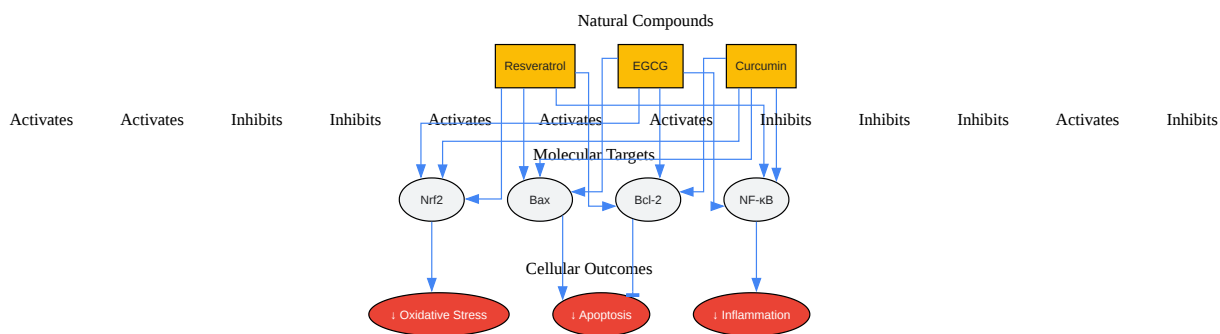 Natural Compounds
Resveratrol EGCG Curcumin
Activates Activates Inhibits Inhibits Activates Activates Activates Inhibits Inhibits Inhibits Activates Inhibits
Molecular Targets
Nrf2 Bax Bcl-2 NF-κB
Cellular Outcomes
↓ Oxidative Stress ↓ Apoptosis ↓ Inflammation